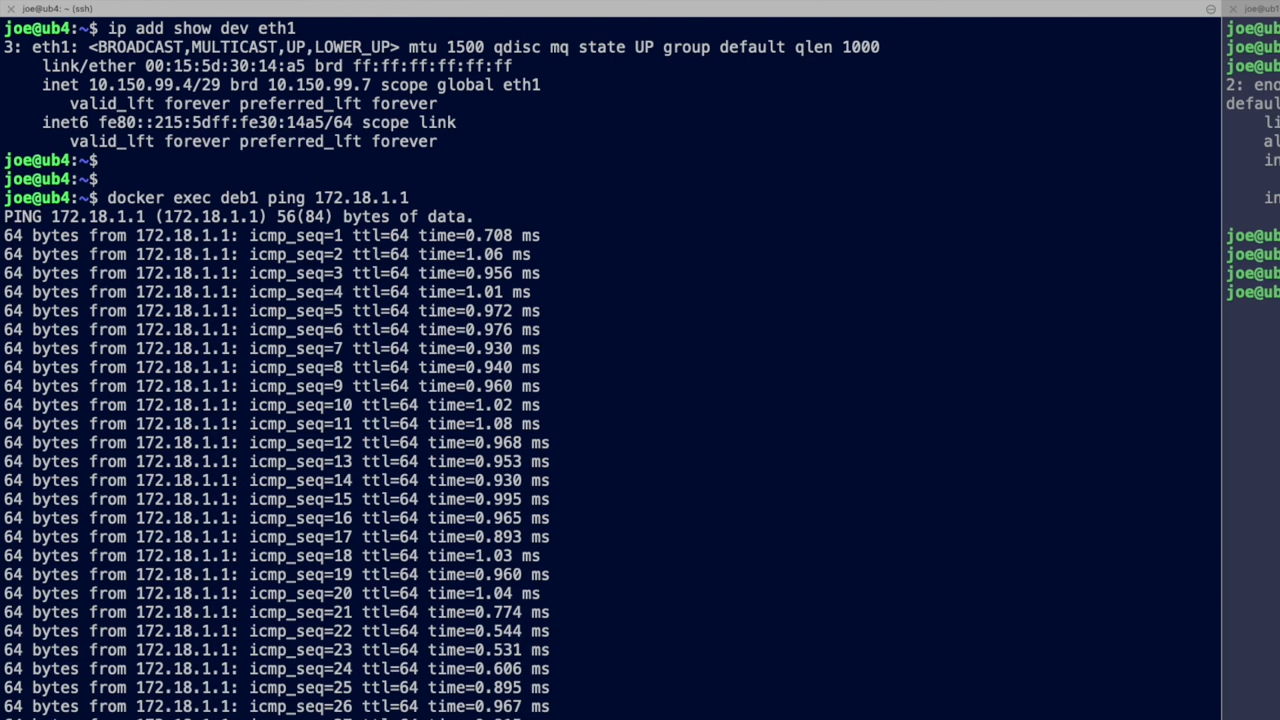 joe@ub4: ~ (ssh)
joe@ub4:~$ ip add show dev eth1
3: eth1: <BROADCAST,MULTICAST,UP,LOWER_UP> mtu 1500 qdisc mq state UP group default qlen 1000
link/ether 00:15:5d:30:14:a5 brd ff:ff:ff:ff:ff:ff
inet 10.150.99.4/29 brd 10.150.99.7 scope global eth1
valid_lft forever preferred_lft forever
inet6 fe80::215:5dff:fe30:14a5/64 scope link
valid_lft forever preferred_lft forever
joe@ub4:~$
joe@ub4:~$
joe@ub4:~$ docker exec deb1 ping 172.18.1.1
PING 172.18.1.1 (172.18.1.1) 56(84) bytes of data.
64 bytes from 172.18.1.1: icmp_seq=1 ttl=64 time=0.708 ms
64 bytes from 172.18.1.1: icmp_seq=2 ttl=64 time=1.06 ms
64 bytes from 172.18.1.1: icmp_seq=3 ttl=64 time=0.956 ms
64 bytes from 172.18.1.1: icmp_seq=4 ttl=64 time=1.01 ms
64 bytes from 172.18.1.1: icmp_seq=5 ttl=64 time=0.972 ms
64 bytes from 172.18.1.1: icmp_seq=6 ttl=64 time=0.976 ms
64 bytes from 172.18.1.1: icmp_seq=7 ttl=64 time=0.930 ms
64 bytes from 172.18.1.1: icmp_seq=8 ttl=64 time=0.940 ms
64 bytes from 172.18.1.1: icmp_seq=9 ttl=64 time=0.960 ms
64 bytes from 172.18.1.1: icmp_seq=10 ttl=64 time=1.02 ms
64 bytes from 172.18.1.1: icmp_seq=11 ttl=64 time=1.08 ms
64 bytes from 172.18.1.1: icmp_seq=12 ttl=64 time=0.968 ms
64 bytes from 172.18.1.1: icmp_seq=13 ttl=64 time=0.953 ms
64 bytes from 172.18.1.1: icmp_seq=14 ttl=64 time=0.930 ms
64 bytes from 172.18.1.1: icmp_seq=15 ttl=64 time=0.995 ms
64 bytes from 172.18.1.1: icmp_seq=16 ttl=64 time=0.965 ms
64 bytes from 172.18.1.1: icmp_seq=17 ttl=64 time=0.893 ms
64 bytes from 172.18.1.1: icmp_seq=18 ttl=64 time=1.03 ms
64 bytes from 172.18.1.1: icmp_seq=19 ttl=64 time=0.960 ms
64 bytes from 172.18.1.1: icmp_seq=20 ttl=64 time=1.04 ms
64 bytes from 172.18.1.1: icmp_seq=21 ttl=64 time=0.774 ms
64 bytes from 172.18.1.1: icmp_seq=22 ttl=64 time=0.544 ms
64 bytes from 172.18.1.1: icmp_seq=23 ttl=64 time=0.531 ms
64 bytes from 172.18.1.1: icmp_seq=24 ttl=64 time=0.606 ms
64 bytes from 172.18.1.1: icmp_seq=25 ttl=64 time=0.895 ms
64 bytes from 172.18.1.1: icmp_seq=26 ttl=64 time=0.967 ms
joe@ub1
joe@ub
joe@ub
joe@ub
2: eno
defaul
li
al
in
in
joe@ub
joe@ub
joe@ub
joe@ub